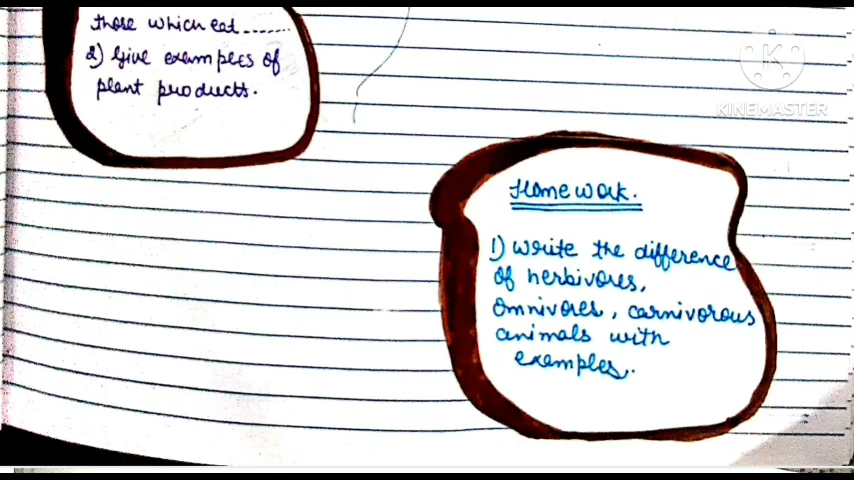 those which eat .......
2) Give examples of
plant products.
KINEMASTER
Homework.
1) Write the difference
of herbivores,
omnivores, carnivorous
animals with
examples.